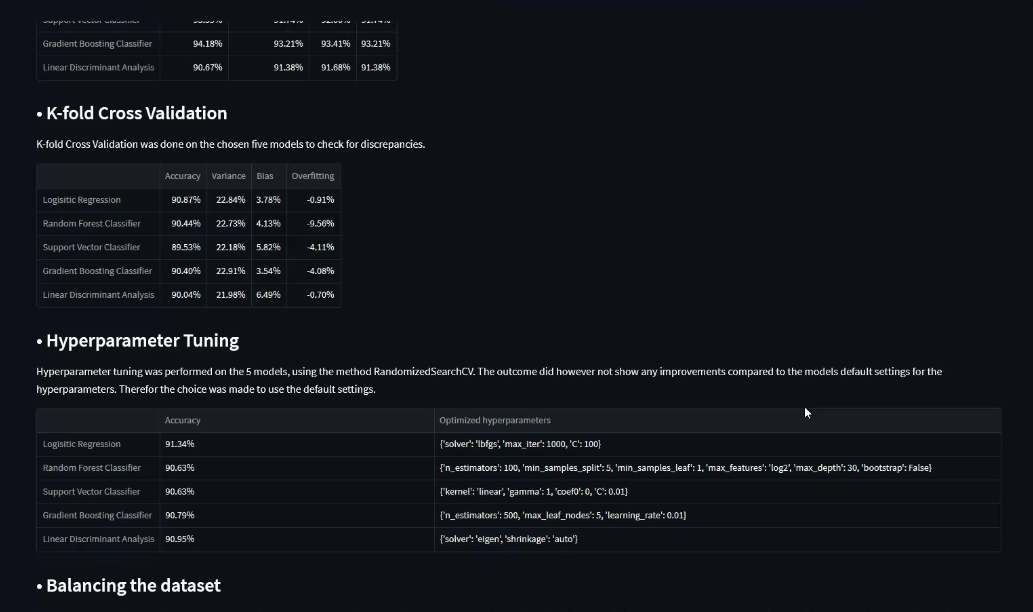 Gradient Boosting Classifier 94.18% 93.21% 93.41% 93.21%
Linear Discriminant Analysis 90.67% 91.38% 91.68% 91.38%
• K-fold Cross Validation
K-fold Cross Validation was done on the chosen five models to check for discrepancies.
Accuracy Variance Bias Overfitting
Logisitic Regression 90.87% 22.84% 3.78% -0.91%
Random Forest Classifier 90.44% 22.73% 4.13% -9.56%
Support Vector Classifier 89.53% 22.18% 5.82% -4.11%
Gradient Boosting Classifier 90.40% 22.91% 3.54% -4.08%
Linear Discriminant Analysis 90.04% 21.98% 6.49% -0.70%
• Hyperparameter Tuning
Hyperparameter tuning was performed on the 5 models, using the method RandomizedSearchCV. The outcome did however not show any improvements compared to the models default settings for the
hyperparameters. Therefor the choice was made to use the default settings.
Accuracy Optimized hyperparameters
Logisitic Regression 91.34% {'solver': 'lbfgs', 'max_iter': 1000, 'C': 100}
Random Forest Classifier 90.63% {'n_estimators': 100, 'min_samples_split': 5, 'min_samples_leaf': 1, 'max_features': 'log2', 'max_depth': 30, 'bootstrap': False}
Support Vector Classifier 90.63% {'kernel': 'linear', 'gamma': 1, 'coef0': 0, 'C': 0.01}
Gradient Boosting Classifier 90.79% {'n_estimators': 500, 'max_leaf_nodes': 5, 'learning_rate': 0.01}
Linear Discriminant Analysis 90.95% {'solver': 'eigen', 'shrinkage': 'auto'}
• Balancing the dataset